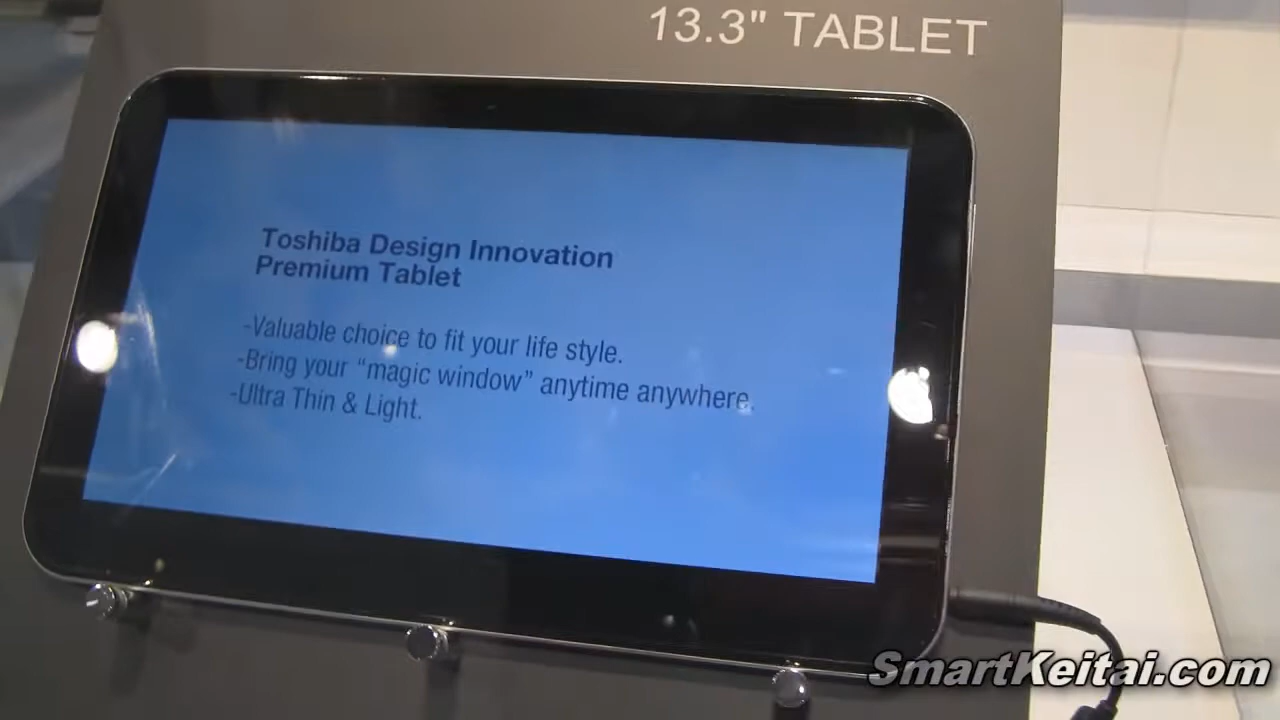 13.3" TABLET
Toshiba Design Innovation
Premium Tablet
-Valuable choice to fit your life style.
-Bring your “magic window” anytime anywhere.
-Ultra Thin & Light.
SmartKeitai.com